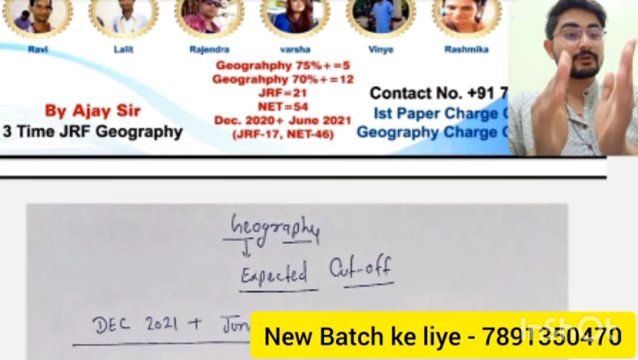 Ravi
Lalit
Rajendra
varsha
Vinye
Rashmika
Geograhphy 75%+=5
Geograhphy 70%+=12
JRF=21
NET=54
Dec. 2020+ June 2021
(JRF-17, NET-46)
By Ajay Sir
3 Time JRF Geography
Contact No. +91 7
Ist Paper Charge
Geography Charge
Geography
Expected Cut-off
DEC 2021 + Jun
New Batch ke liye - 7891350470
InShot